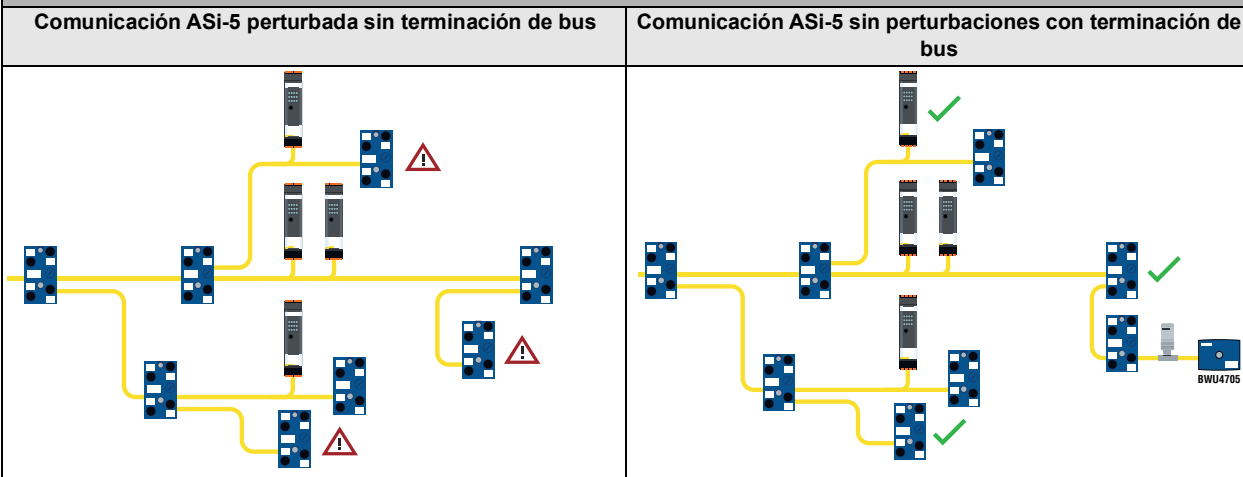 Comunicación ASi-5 perturbada sin terminación de bus
Comunicación ASi-5 sin perturbaciones con terminación de
bus
BWU4705